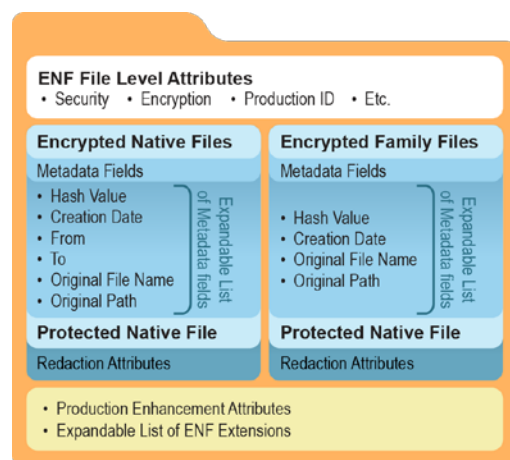 ENF File Level Attributes
• Security • Encryption • Production ID • Etc.
Encrypted Native Files
Metadata Fields
• Hash Value
• Creation Date
• From
• To
• Original File Name
• Original Path
Expandable List
of Metadata fields
Protected Native File
Redaction Attributes
Encrypted Family Files
Metadata Fields
• Hash Value
• Creation Date
• Original File Name
• Original Path
Expandable List
of Metadata fields
Protected Native File
Redaction Attributes
• Production Enhancement Attributes
• Expandable List of ENF Extensions